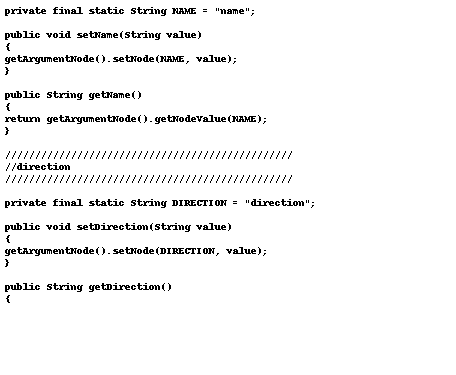 private final static String NAME = "name";
public void setName(String value)
{
getArgumentNode().setNode(NAME, value);
}
public String getName()
{
return getArgumentNode().getNodeValue(NAME);
}
////////////////////////////////////////////////
//direction
////////////////////////////////////////////////
private final static String DIRECTION = "direction";
public void setDirection(String value)
{
getArgumentNode().setNode(DIRECTION, value);
}
public String getDirection()
{